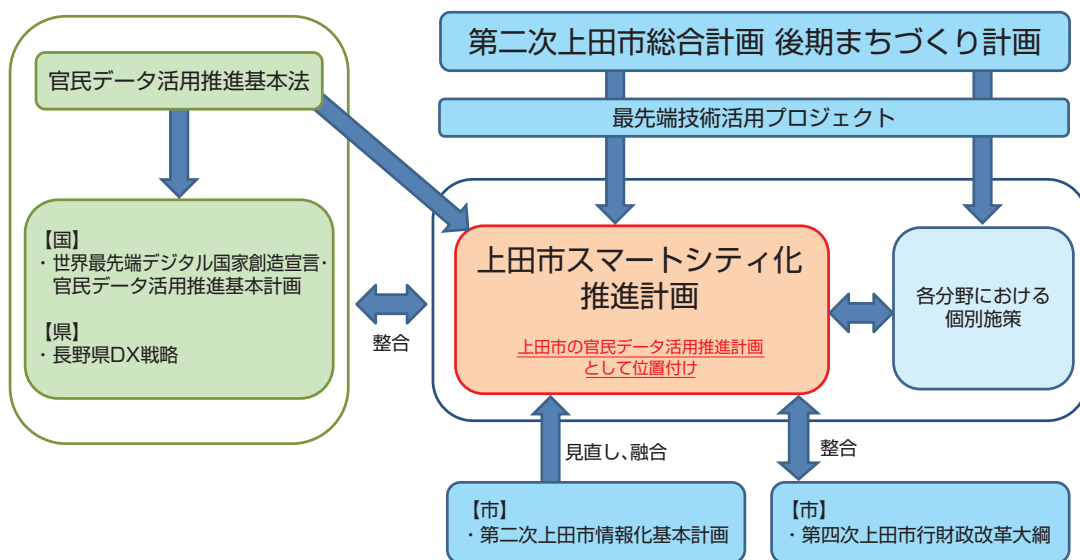 官民データ活用推進基本法
【国】
・世界最先端デジタル国家創造宣言・
官民データ活用推進基本計画
【県】
・長野県DX戦略
整合
第二次上田市総合計画 後期まちづくり計画
最先端技術活用プロジェクト
上田市スマートシティ化
推進計画
上田市の官民データ活用推進計画
として位置付け
各分野における
個別施策
見直し、融合
整合
【市】
・第二次上田市情報化基本計画
【市】
・第四次上田市行財政改革大綱